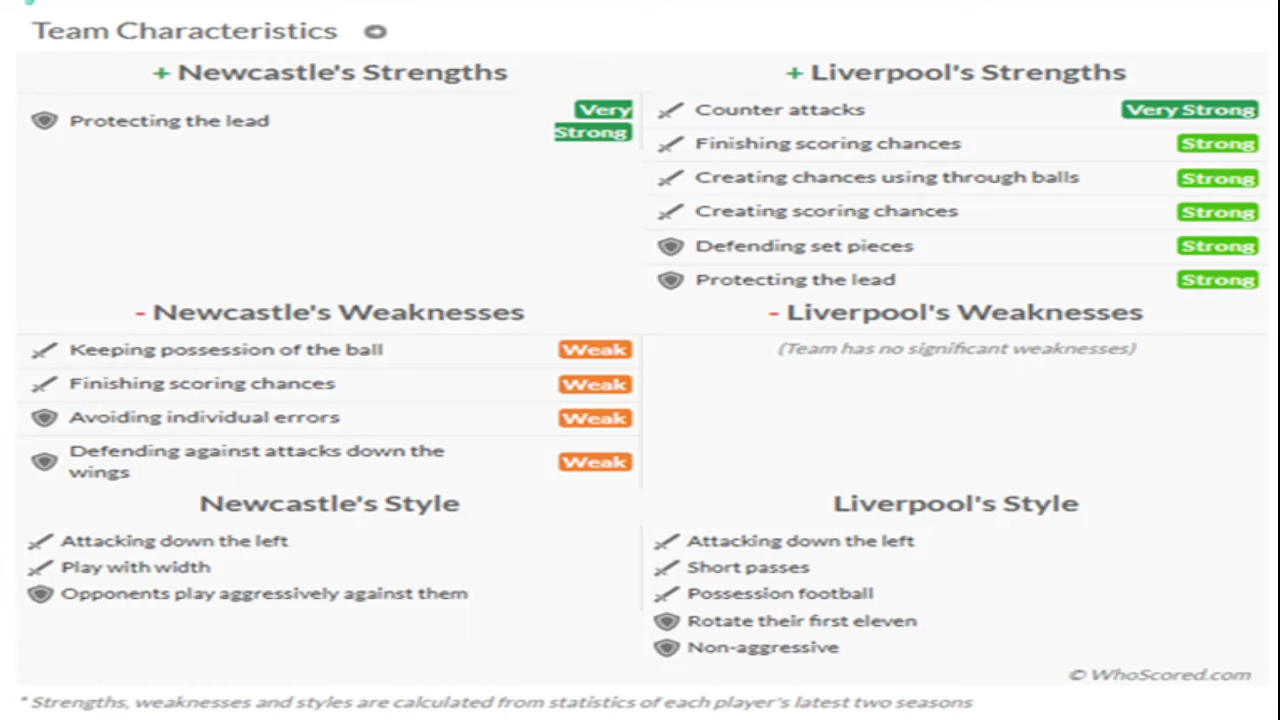 Team Characteristics
+ Newcastle's Strengths
Protecting the lead Very Strong
+ Liverpool's Strengths
Counter attacks Very Strong
Finishing scoring chances Strong
Creating chances using through balls Strong
Creating scoring chances Strong
Defending set pieces Strong
Protecting the lead Strong
- Newcastle's Weaknesses
Keeping possession of the ball Weak
Finishing scoring chances Weak
Avoiding individual errors Weak
Defending against attacks down the
wings Weak
- Liverpool's Weaknesses
(Team has no significant weaknesses)
Newcastle's Style
Attacking down the left
Play with width
Opponents play aggressively against them
Liverpool's Style
Attacking down the left
Short passes
Possession football
Rotate their first eleven
Non-aggressive
© WhoScored.com
* Strengths, weaknesses and styles are calculated from statistics of each player's latest two seasons